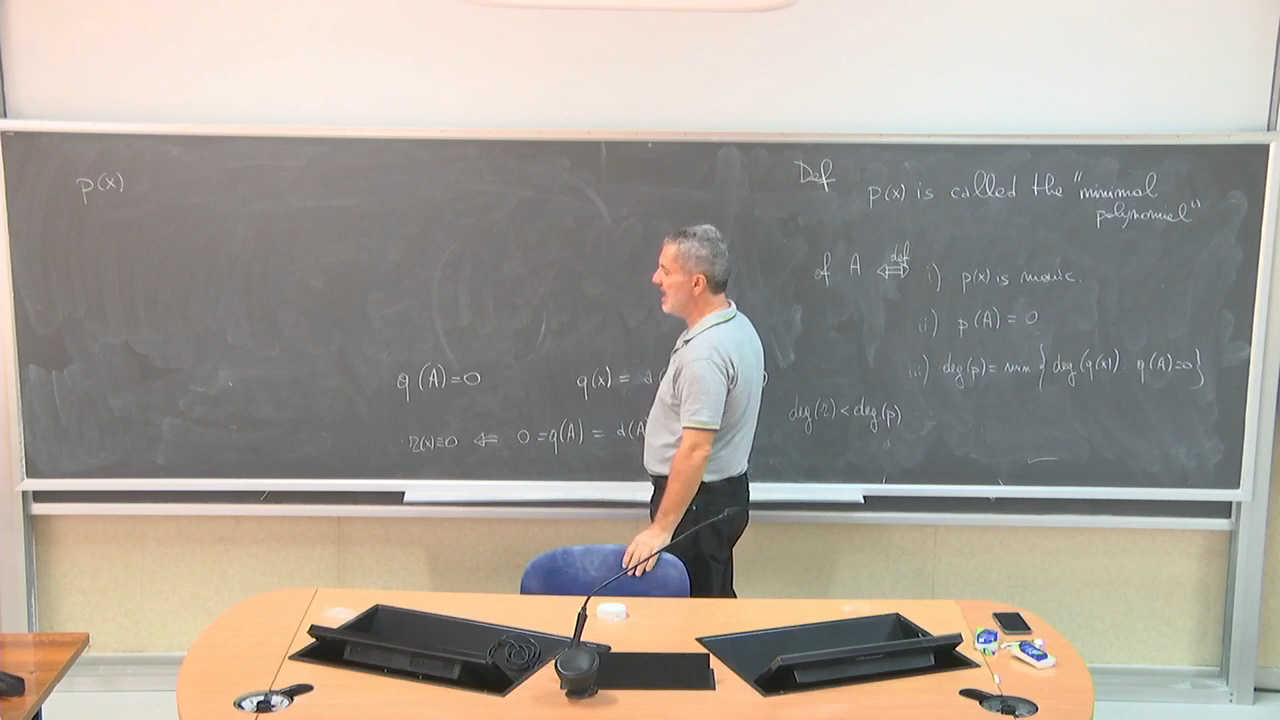 p(x)
Def p(x) is called the "minimal
polynomial"
of A ⇔ def i) p(x) is monic.
ii) p(A) = 0
iii) deg(p) = min { deg(q(x)) : q(A)=0 }
q(A)=0 q(x) = d(
deg(r) < deg(p)
r(x)≡0 ⇐ 0 = q(A) = d(A